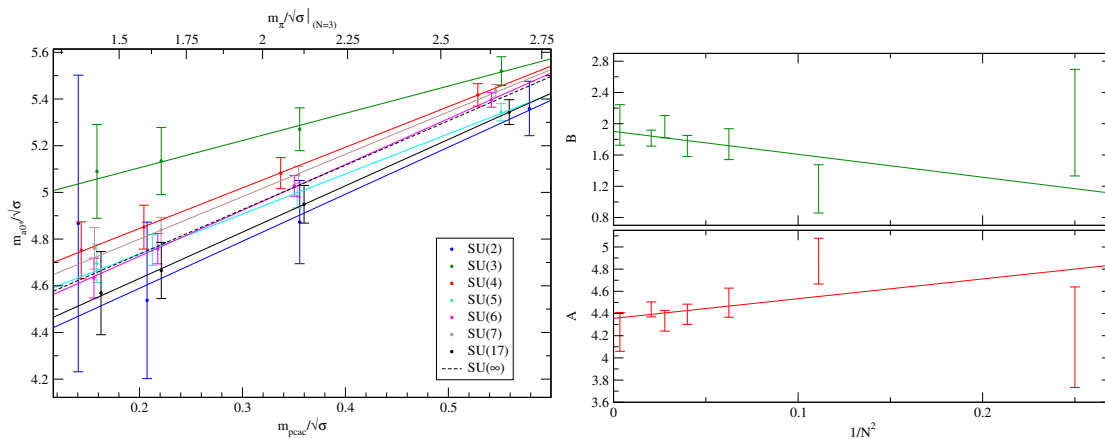 m_π/√σ|_(N=3)
1.5 1.75 2 2.25 2.5 2.75
5.6
5.4
5.2
5
4.8
4.6
4.4
4.2
m_a0*/√σ
0.2 0.3 0.4 0.5
m_pcac/√σ
SU(2)
SU(3)
SU(4)
SU(5)
SU(6)
SU(7)
SU(17)
SU(∞)
2.8
2.4
2
1.6
1.2
0.8
B
5
4.8
4.6
4.4
4.2
4
3.8
3.6
A
0 0.1 0.2
1/N²